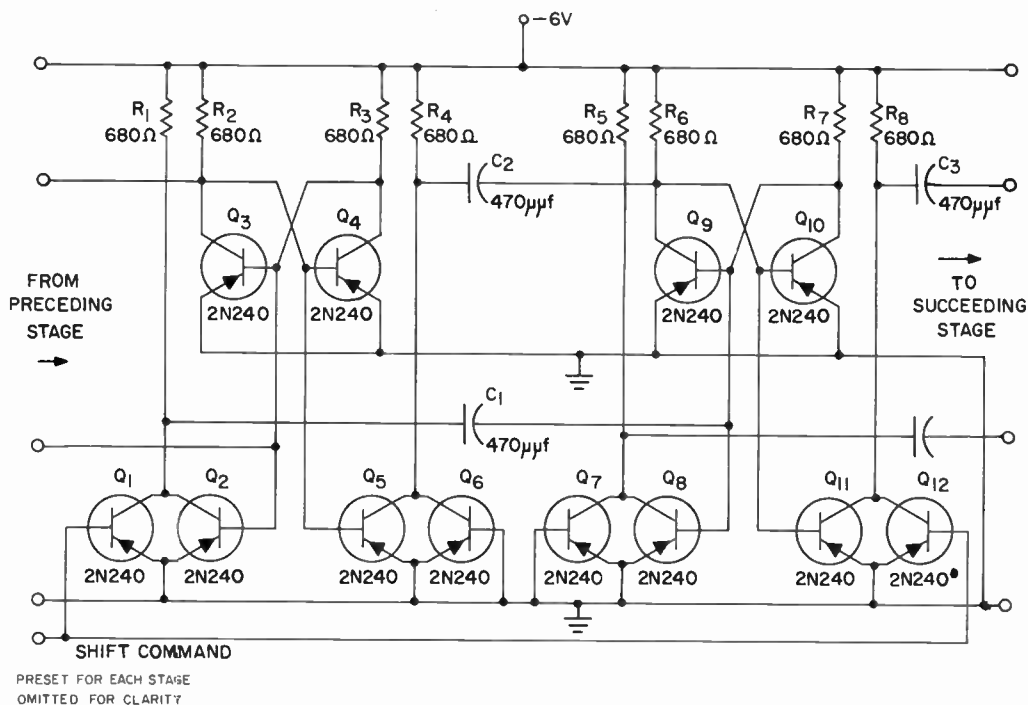 −6V
R1
680Ω
R2
680Ω
R3
680Ω
R4
680Ω
R5
680Ω
R6
680Ω
R7
680Ω
R8
680Ω
C2
470μμf
C3
470μμf
Q3
2N240
Q4
2N240
Q9
2N240
Q10
2N240
FROM
PRECEDING
STAGE
→
→
TO
SUCCEEDING
STAGE
C1
470μμf
Q1
2N240
Q2
2N240
Q5
2N240
Q6
2N240
Q7
2N240
Q8
2N240
Q11
2N240
Q12
2N240
SHIFT COMMAND
PRESET FOR EACH STAGE
OMITTED FOR CLARITY